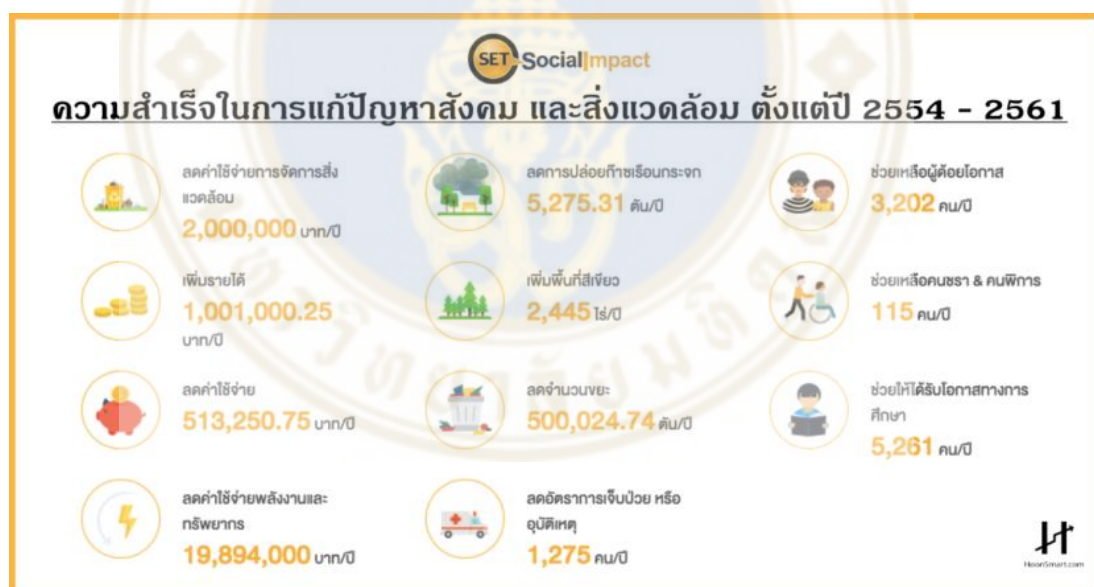 SET Social Impact
ความสำเร็จในการแก้ปัญหาสังคม และสิ่งแวดล้อม ตั้งแต่ปี 2554 - 2561
ลดค่าใช้จ่ายการจัดการสิ่ง
แวดล้อม
2,000,000 บาท/ปี
เพิ่มรายได้
1,001,000.25
บาท/ปี
ลดค่าใช้จ่าย
513,250.75 บาท/ปี
ลดค่าใช้จ่ายพลังงานและ
ทรัพยากร
19,894,000 บาท/ปี
ลดการปล่อยก๊าซเรือนกระจก
5,275.31 ตัน/ปี
เพิ่มพื้นที่สีเขียว
2,445 ไร่/ปี
ลดจำนวนขยะ
500,024.74 ตัน/ปี
ลดอัตราการเจ็บป่วย หรือ
อุบัติเหตุ
1,275 คน/ปี
ช่วยเหลือผู้ด้อยโอกาส
3,202 คน/ปี
ช่วยเหลือคนชรา & คนพิการ
115 คน/ปี
ช่วยให้ได้รับโอกาสทางการ
ศึกษา
5,261 คน/ปี
HoonSmart.com